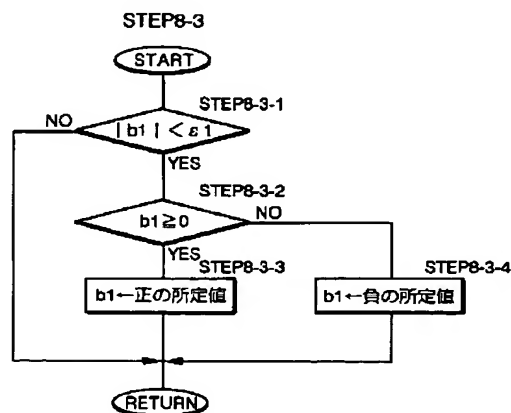 STEP8-3
START
STEP8-3-1
NO
|b1|<ε1
YES
STEP8-3-2
b1≧0
NO
YES
STEP8-3-3
STEP8-3-4
b1←正の所定値
b1←負の所定値
RETURN